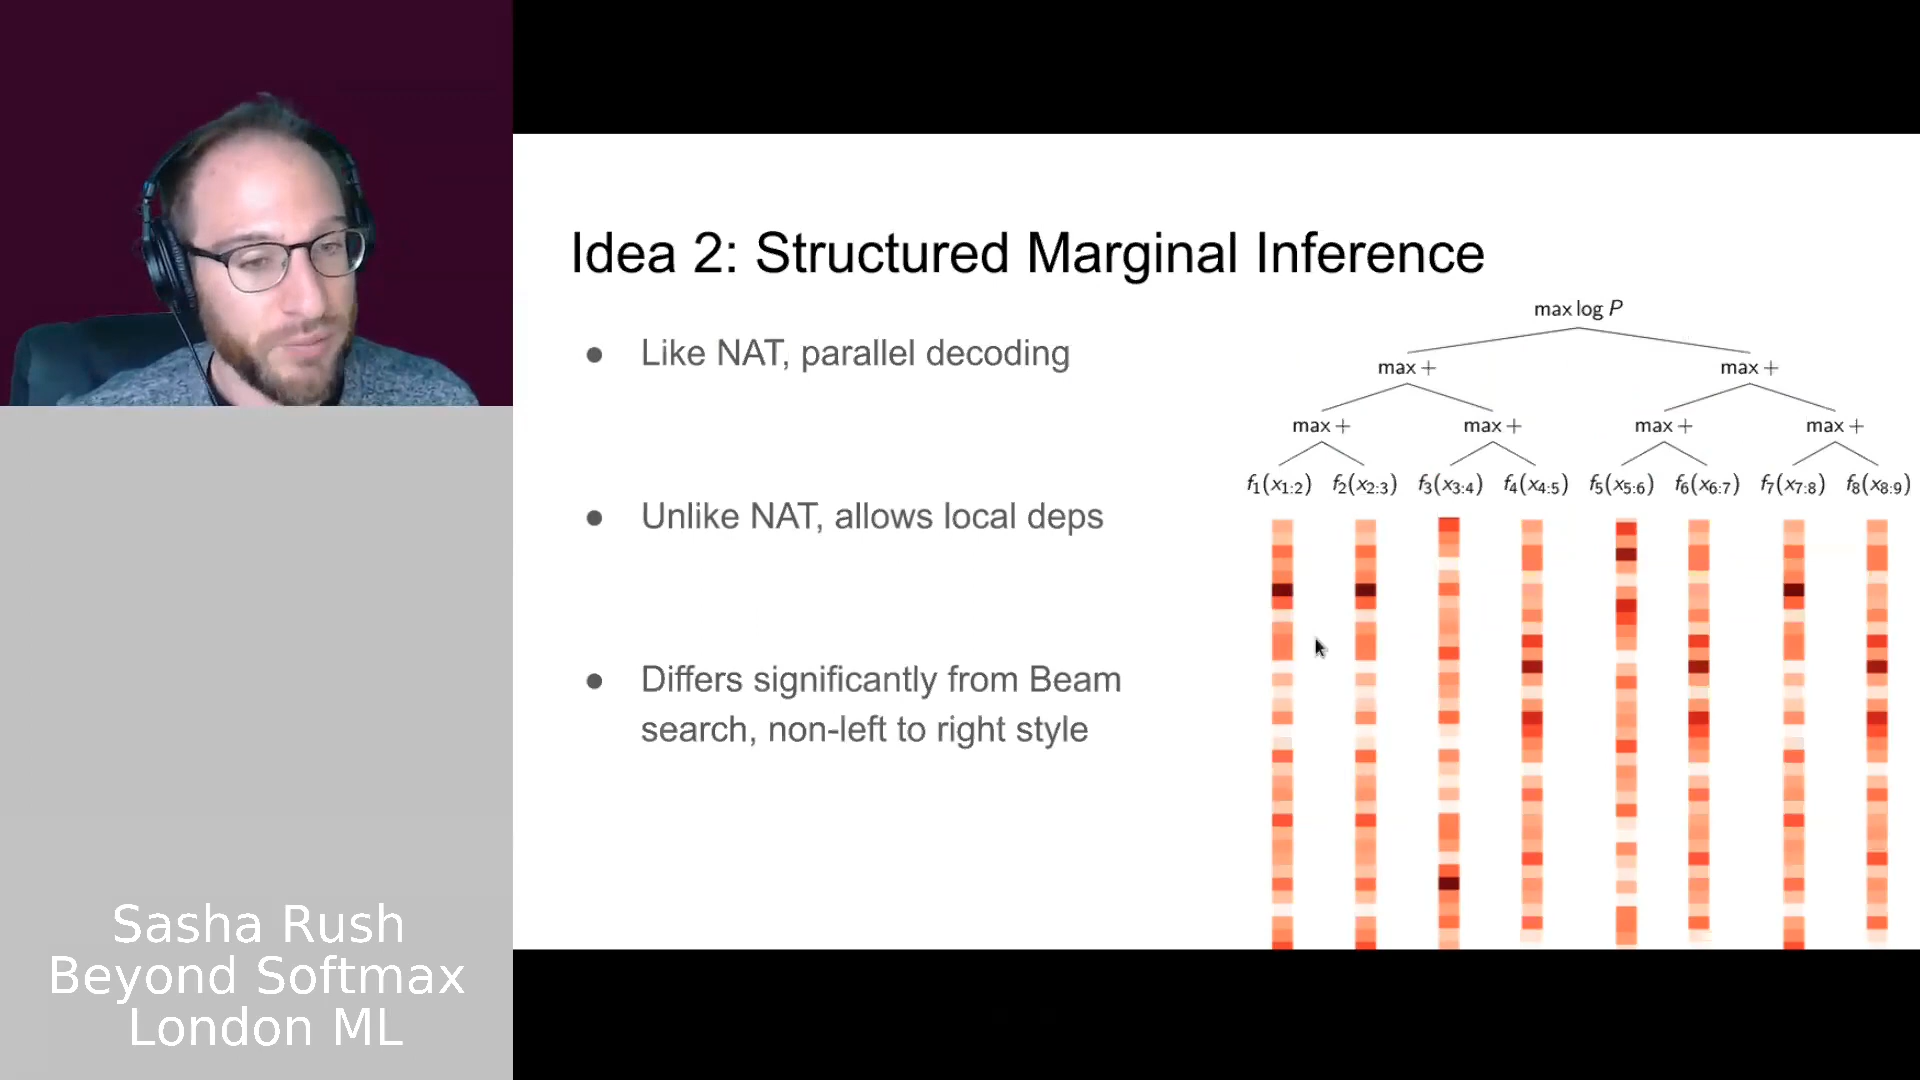 Idea 2: Structured Marginal Inference
● Like NAT, parallel decoding
● Unlike NAT, allows local deps
● Differs significantly from Beam
search, non-left to right style
max log P
max + max +
max + max + max + max +
f₁(x₁:₂) f₂(x₂:₃) f₃(x₃:₄) f₄(x₄:₅) f₅(x₅:₆) f₆(x₆:₇) f₇(x₇:₈) f₈(x₈:₉)
Sasha Rush
Beyond Softmax
London ML